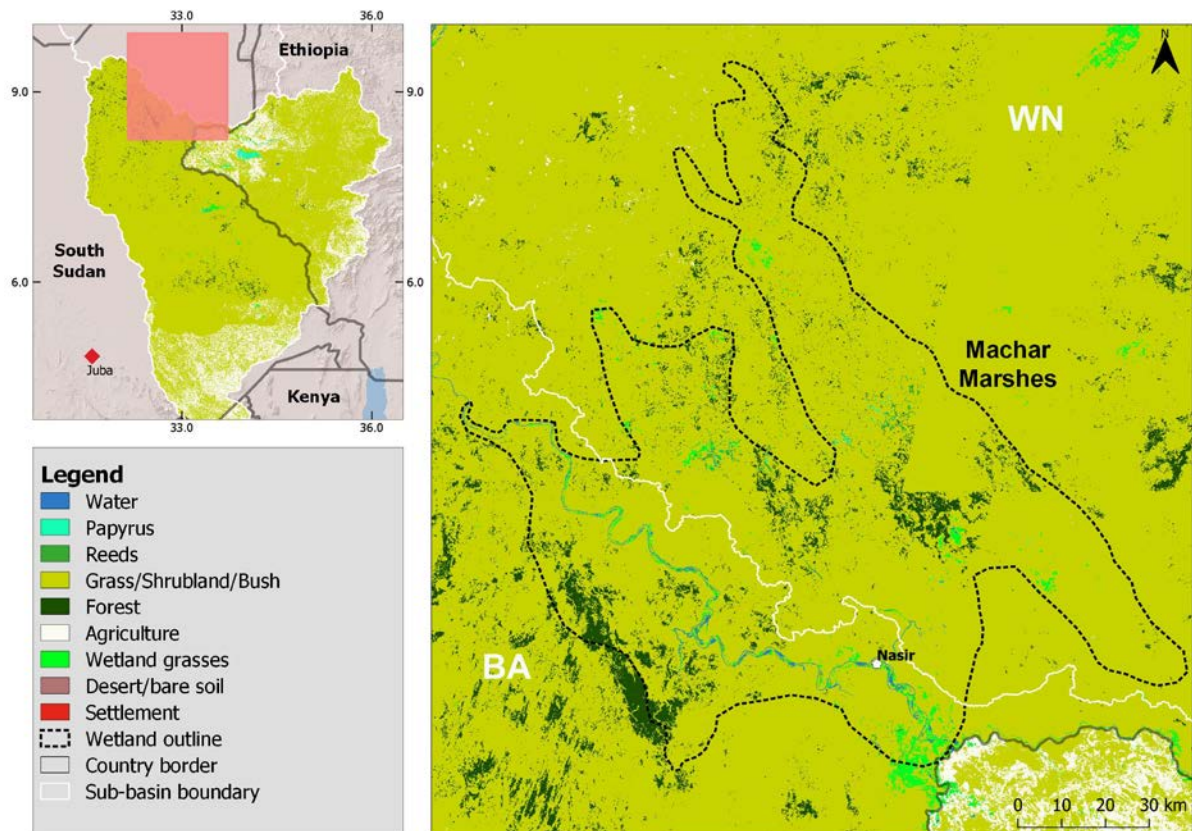 33.0
36.0
Ethiopia
9.0
9.0
South
Sudan
6.0
6.0
Juba
Kenya
33.0
36.0
Legend
Water
Papyrus
Reeds
Grass/Shrubland/Bush
Forest
Agriculture
Wetland grasses
Desert/bare soil
Settlement
Wetland outline
Country border
Sub-basin boundary
N
WN
Machar
Marshes
BA
Nasir
0 10 20 30 km